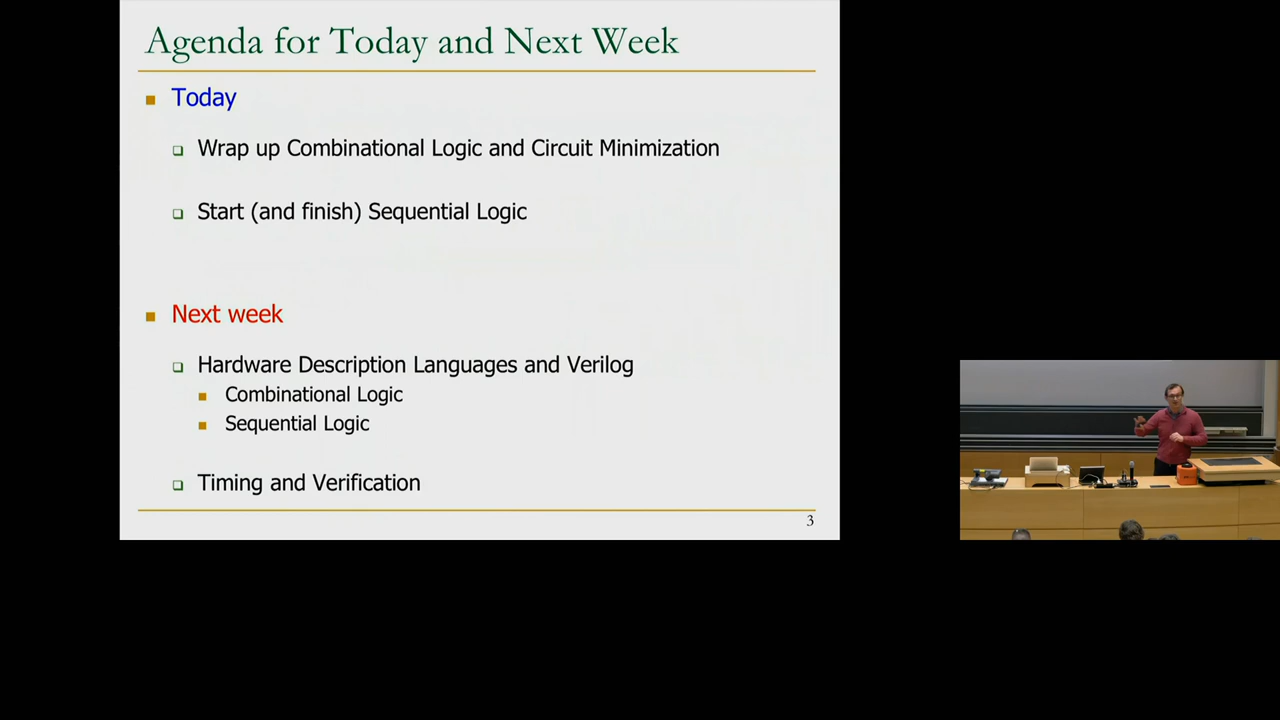 Agenda for Today and Next Week
Today
Wrap up Combinational Logic and Circuit Minimization
Start (and finish) Sequential Logic
Next week
Hardware Description Languages and Verilog
Combinational Logic
Sequential Logic
Timing and Verification
3